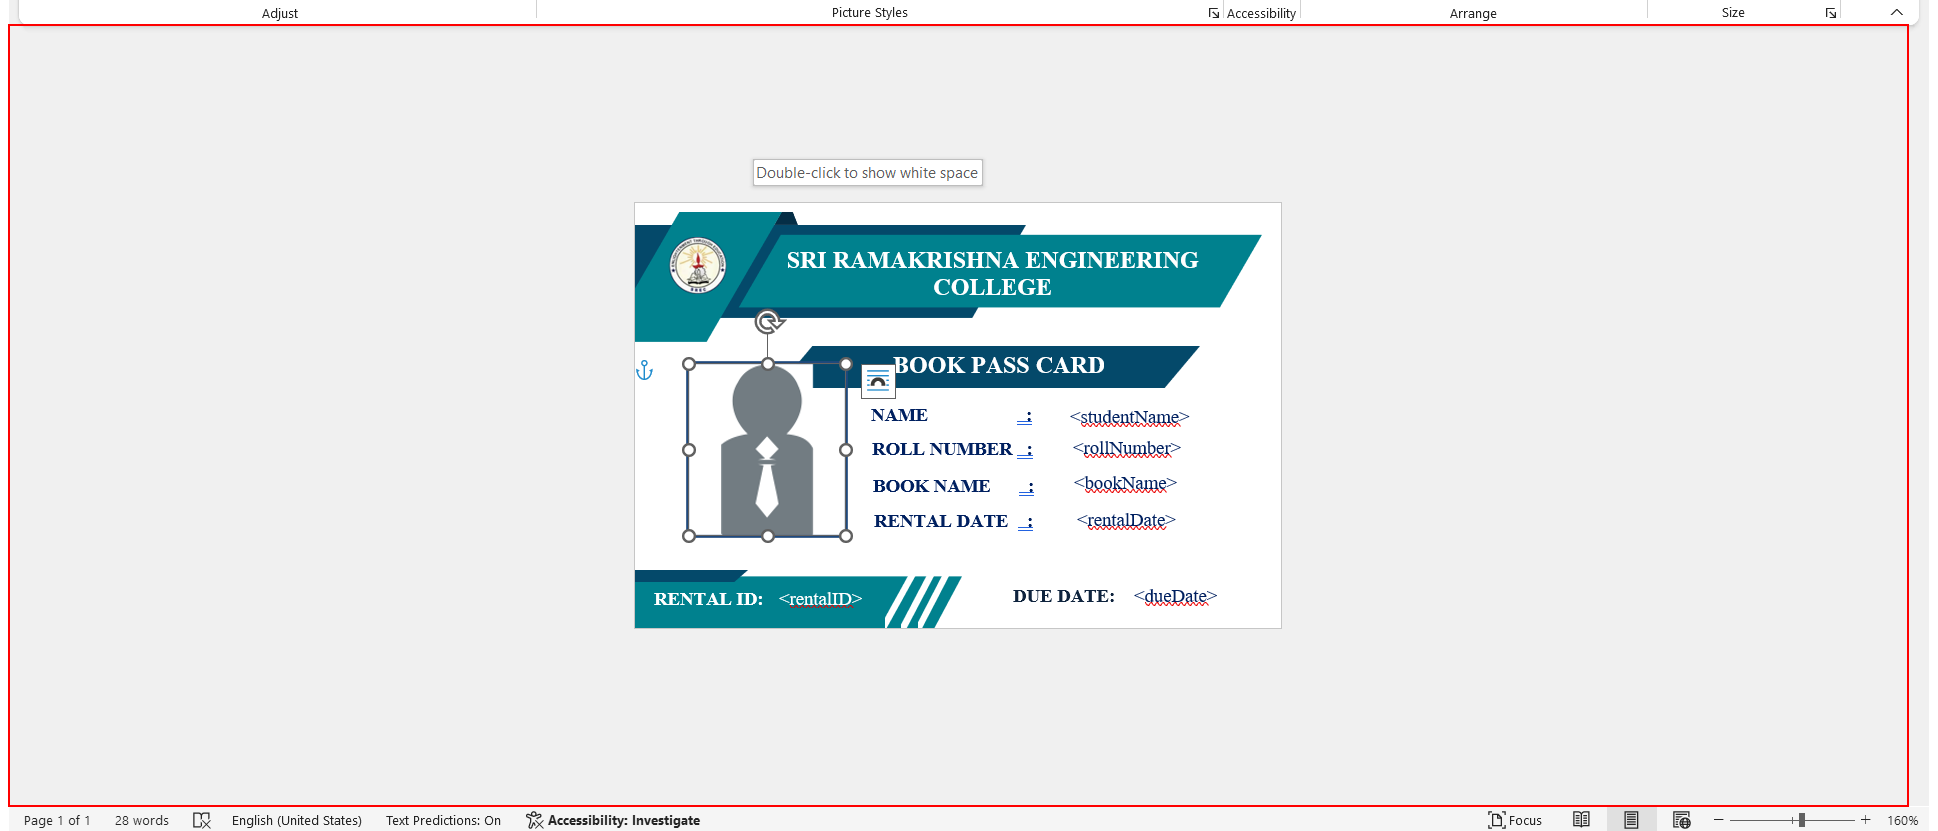 Adjust
Picture Styles
Accessibility
Arrange
Size
Double-click to show white space
SRI RAMAKRISHNA ENGINEERING
COLLEGE
BOOK PASS CARD
NAME : <studentName>
ROLL NUMBER : <rollNumber>
BOOK NAME : <bookName>
RENTAL DATE : <rentalDate>
RENTAL ID: <rentalID>
DUE DATE: <dueDate>
Page 1 of 1
28 words
English (United States)
Text Predictions: On
Accessibility: Investigate
Focus
160%